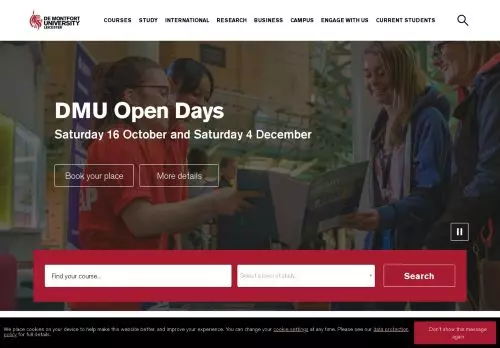 DE MONTFORT
UNIVERSITY
LEICESTER
COURSES STUDY INTERNATIONAL RESEARCH BUSINESS CAMPUS ENGAGE WITH US CURRENT STUDENTS
DMU Open Days
Saturday 16 October and Saturday 4 December
Book your place More details
Find your course... Select a level of study... Search
We place cookies on your device to help make this website better, and improve your experience. You can change your cookie settings at any time. Please see our data protection
policy for full details.
Don't show this message
again